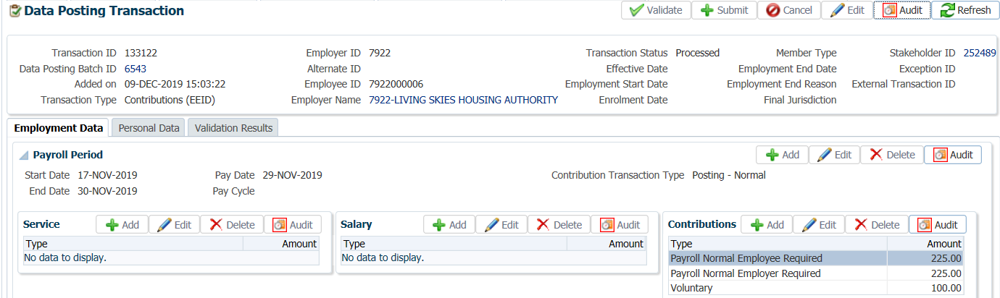 Data Posting Transaction Validate Submit Cancel Edit Audit Refresh
Transaction ID 133122 Employer ID 7922 Transaction Status Processed Member Type Stakeholder ID 252489
Data Posting Batch ID 6543 Alternate ID Effective Date Employment End Date Exception ID
Added on 09-DEC-2019 15:03:22 Employee ID 7922000006 Employment Start Date Employment End Reason External Transaction ID
Transaction Type Contributions (EEID) Employer Name 7922-LIVING SKIES HOUSING AUTHORITY Enrolment Date Final Jurisdiction
Employment Data Personal Data Validation Results
Payroll Period Add Edit Delete Audit
Start Date 17-NOV-2019 Pay Date 29-NOV-2019 Contribution Transaction Type Posting - Normal
End Date 30-NOV-2019 Pay Cycle
Service Add Edit Delete Audit Salary Add Edit Delete Audit Contributions Add Edit Delete Audit
Type Amount Type Amount Type Amount
No data to display. No data to display. Payroll Normal Employee Required 225.00
Payroll Normal Employer Required 225.00
Voluntary 100.00